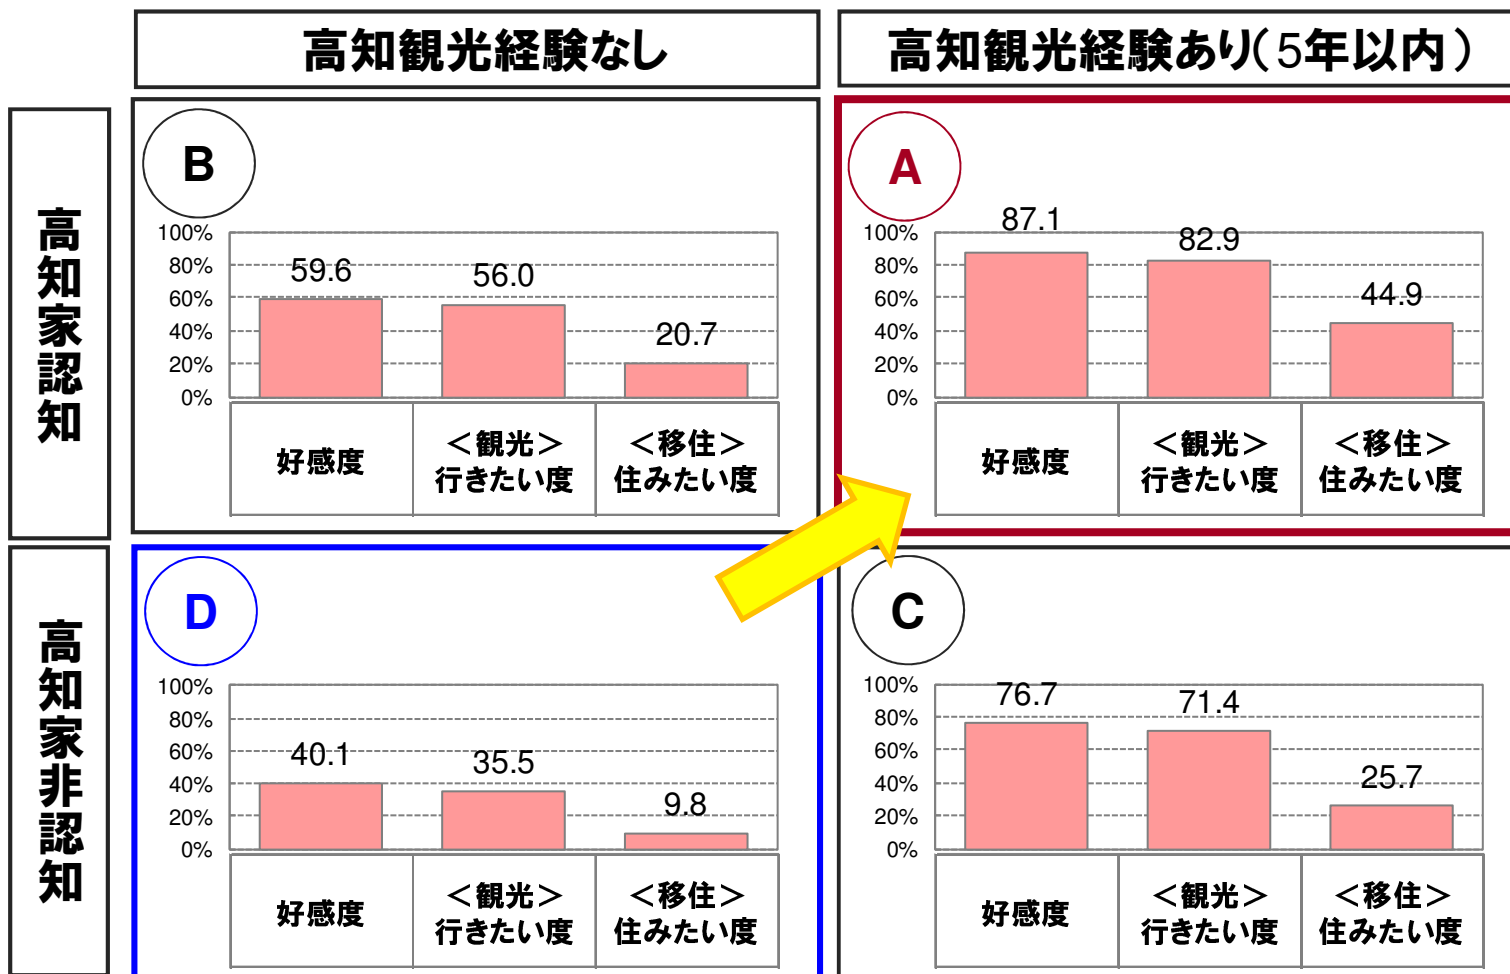 高知観光経験なし
高知観光経験あり(5年以内)
高知家認知
B
100%
80%
60%
40%
20%
0%
59.6
56.0
20.7
好感度
＜観光＞
行きたい度
＜移住＞
住みたい度
A
100%
80%
60%
40%
20%
0%
87.1
82.9
44.9
好感度
＜観光＞
行きたい度
＜移住＞
住みたい度
高知家非認知
D
100%
80%
60%
40%
20%
0%
40.1
35.5
9.8
好感度
＜観光＞
行きたい度
＜移住＞
住みたい度
C
100%
80%
60%
40%
20%
0%
76.7
71.4
25.7
好感度
＜観光＞
行きたい度
＜移住＞
住みたい度